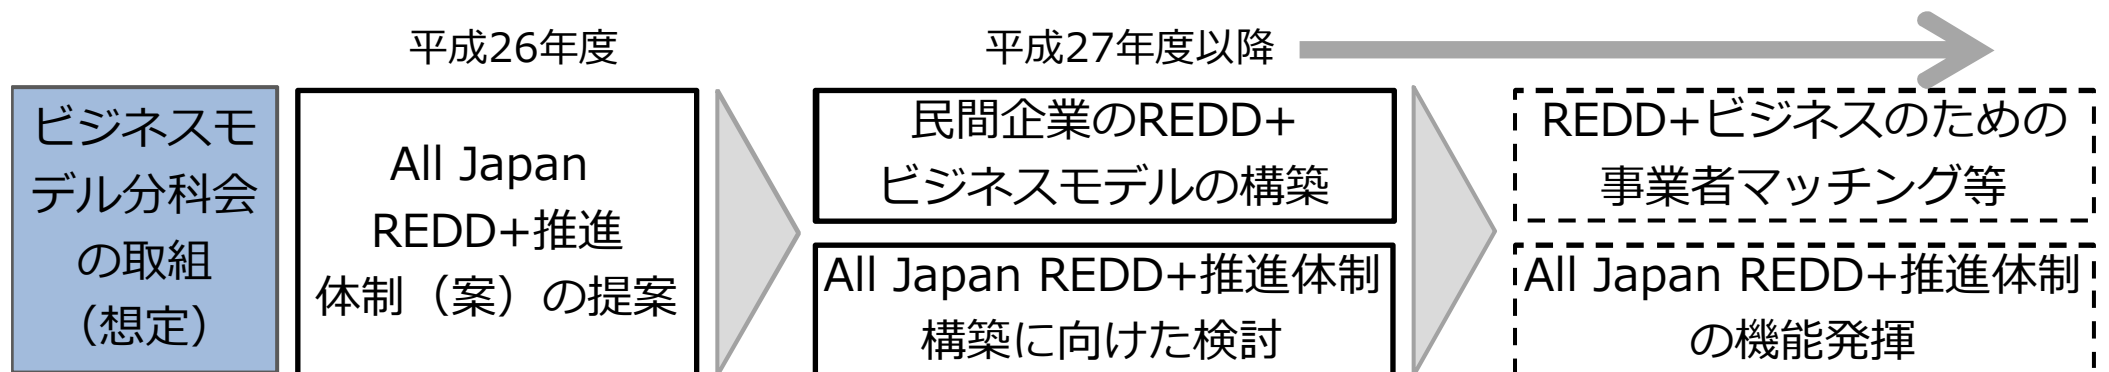 平成26年度
平成27年度以降
ビジネスモ
デル分科会
の取組
（想定）
All Japan
REDD+推進
体制（案）の提案
民間企業のREDD+
ビジネスモデルの構築
All Japan REDD+推進体制
構築に向けた検討
REDD+ビジネスのための
事業者マッチング等
All Japan REDD+推進体制
の機能発揮